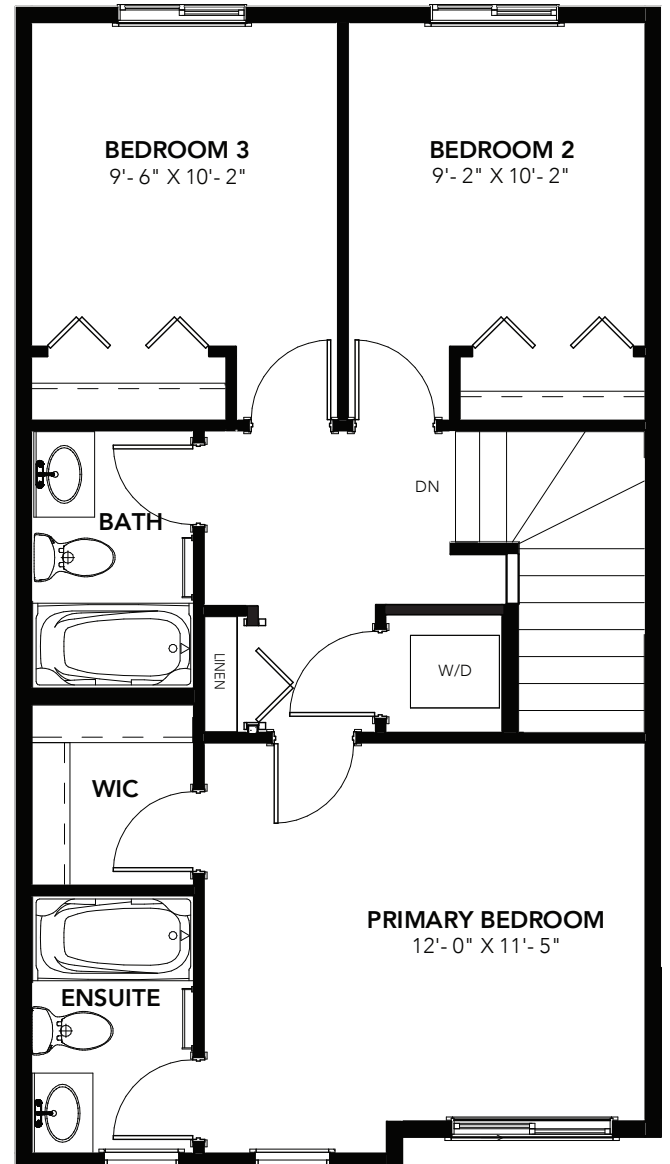 BEDROOM 3
9'- 6" X 10'- 2"
BEDROOM 2
9'- 2" X 10'- 2"
DN
BATH
LINEN
W/D
WIC
PRIMARY BEDROOM
12'- 0" X 11'- 5"
ENSUITE